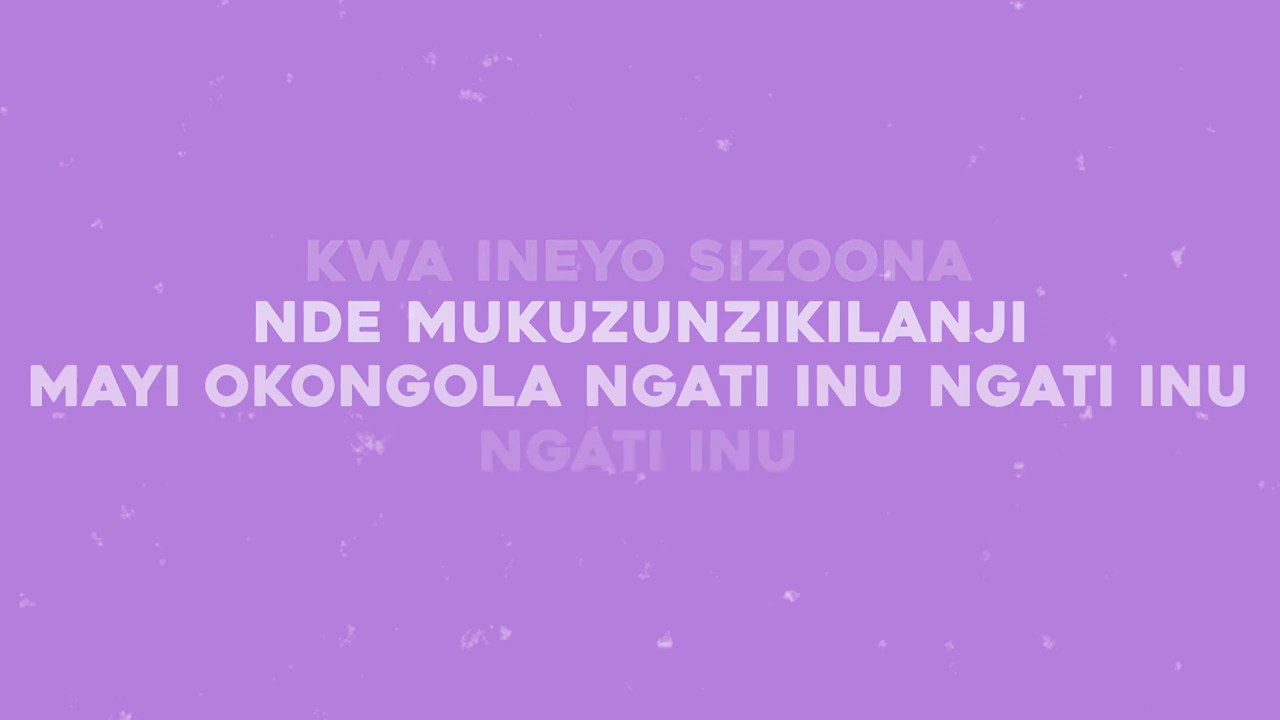 KWA INEYO SIZOONA
NDE MUKUZUNZIKILANJI
MAYI OKONGOLA NGATI INU NGATI INU
NGATI INU